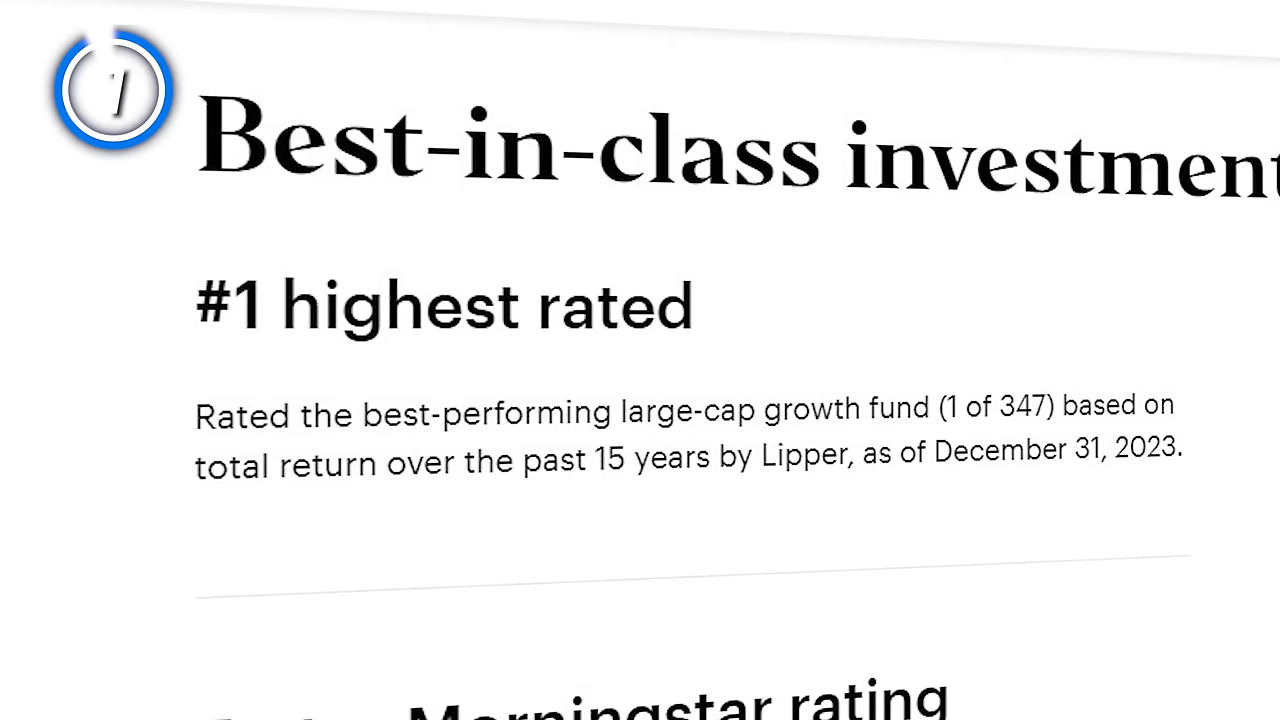 1
Best-in-class investment
#1 highest rated
Rated the best-performing large-cap growth fund (1 of 347) based on
total return over the past 15 years by Lipper, as of December 31, 2023.
Morningstar rating